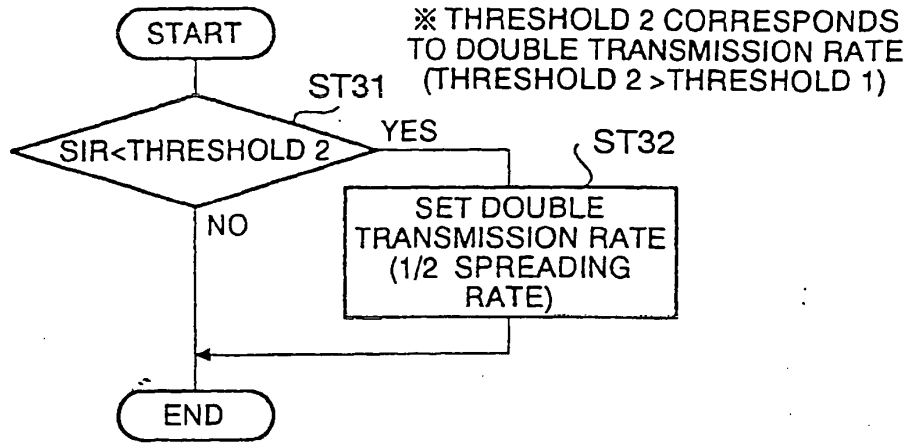 START
※ THRESHOLD 2 CORRESPONDS
TO DOUBLE TRANSMISSION RATE
(THRESHOLD 2 >THRESHOLD 1)
ST31
SIR<THRESHOLD 2
YES
ST32
NO
SET DOUBLE
TRANSMISSION RATE
(1/2 SPREADING
RATE)
END